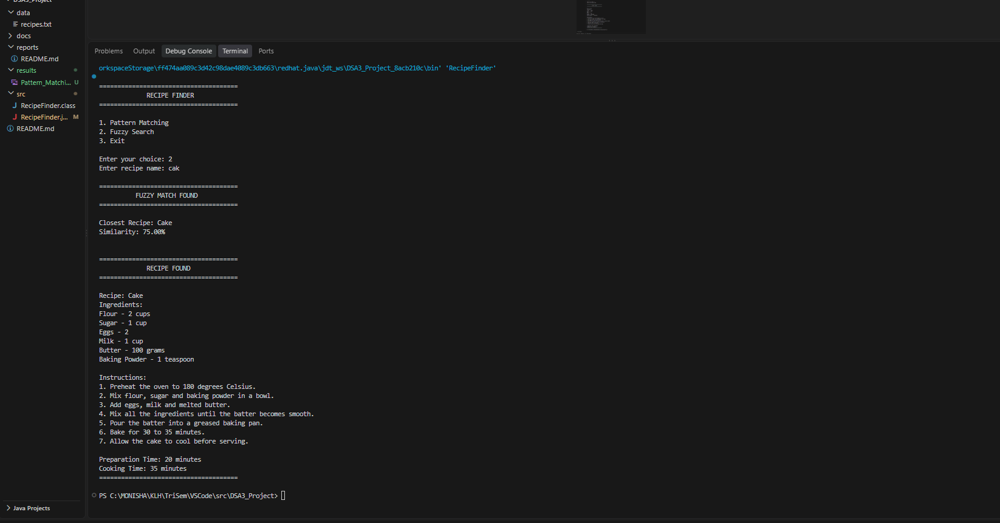 DSA3_Project
data
recipes.txt
docs
reports
README.md
results
Pattern_Matchi... U
src
RecipeFinder.class
RecipeFinder.j... M
README.md
Java Projects
Problems Output Debug Console Terminal Ports
orkspaceStorage\ff474aa089c3d42c98dae4089c3db663\redhat.java\jdt_ws\DSA3_Project_8acb210c\bin' 'RecipeFinder'
======================================
RECIPE FINDER
======================================
1. Pattern Matching
2. Fuzzy Search
3. Exit
Enter your choice: 2
Enter recipe name: cak
======================================
FUZZY MATCH FOUND
======================================
Closest Recipe: Cake
Similarity: 75.00%
======================================
RECIPE FOUND
======================================
Recipe: Cake
Ingredients:
Flour - 2 cups
Sugar - 1 cup
Eggs - 2
Milk - 1 cup
Butter - 100 grams
Baking Powder - 1 teaspoon
Instructions:
1. Preheat the oven to 180 degrees Celsius.
2. Mix flour, sugar and baking powder in a bowl.
3. Add eggs, milk and melted butter.
4. Mix all the ingredients until the batter becomes smooth.
5. Pour the batter into a greased baking pan.
6. Bake for 30 to 35 minutes.
7. Allow the cake to cool before serving.
Preparation Time: 20 minutes
Cooking Time: 35 minutes
======================================
PS C:\MONISHA\KLH\TriSem\VSCode\src\DSA3_Project>